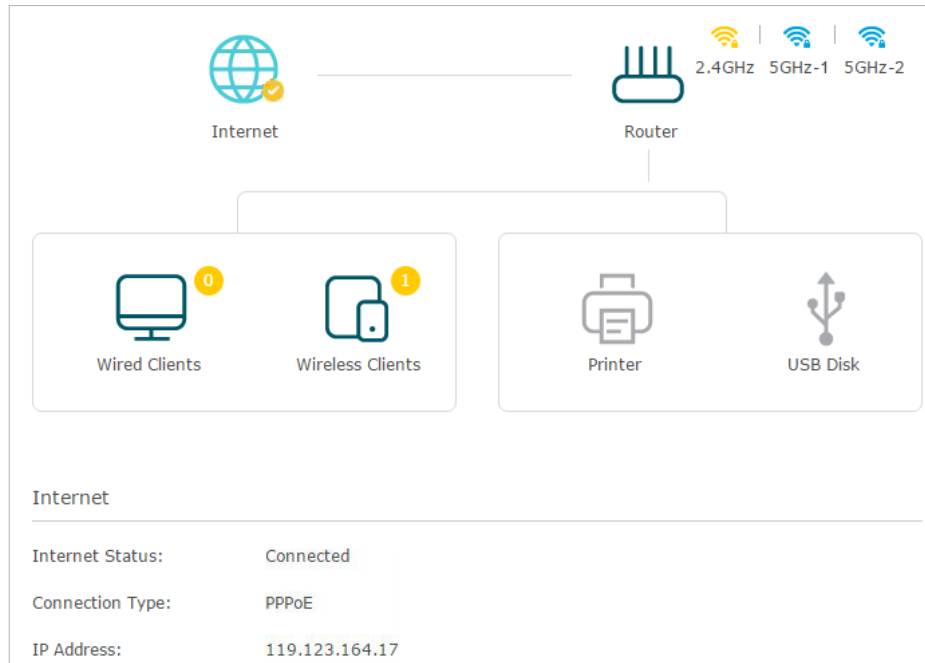 2.4GHz 5GHz-1 5GHz-2
Internet
Router
0
1
Wired Clients
Wireless Clients
Printer
USB Disk
Internet
Internet Status: Connected
Connection Type: PPPoE
IP Address: 119.123.164.17